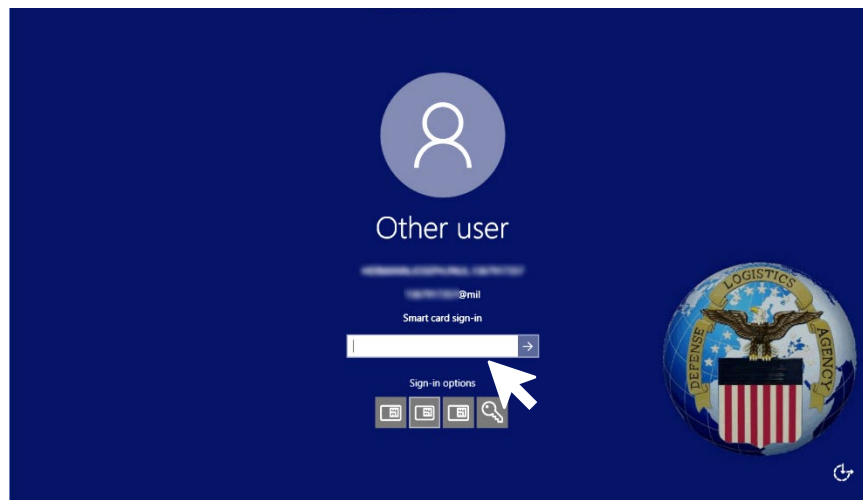 Other user
@mil
Smart card sign-in
Sign-in options
DEFENSE LOGISTICS AGENCY